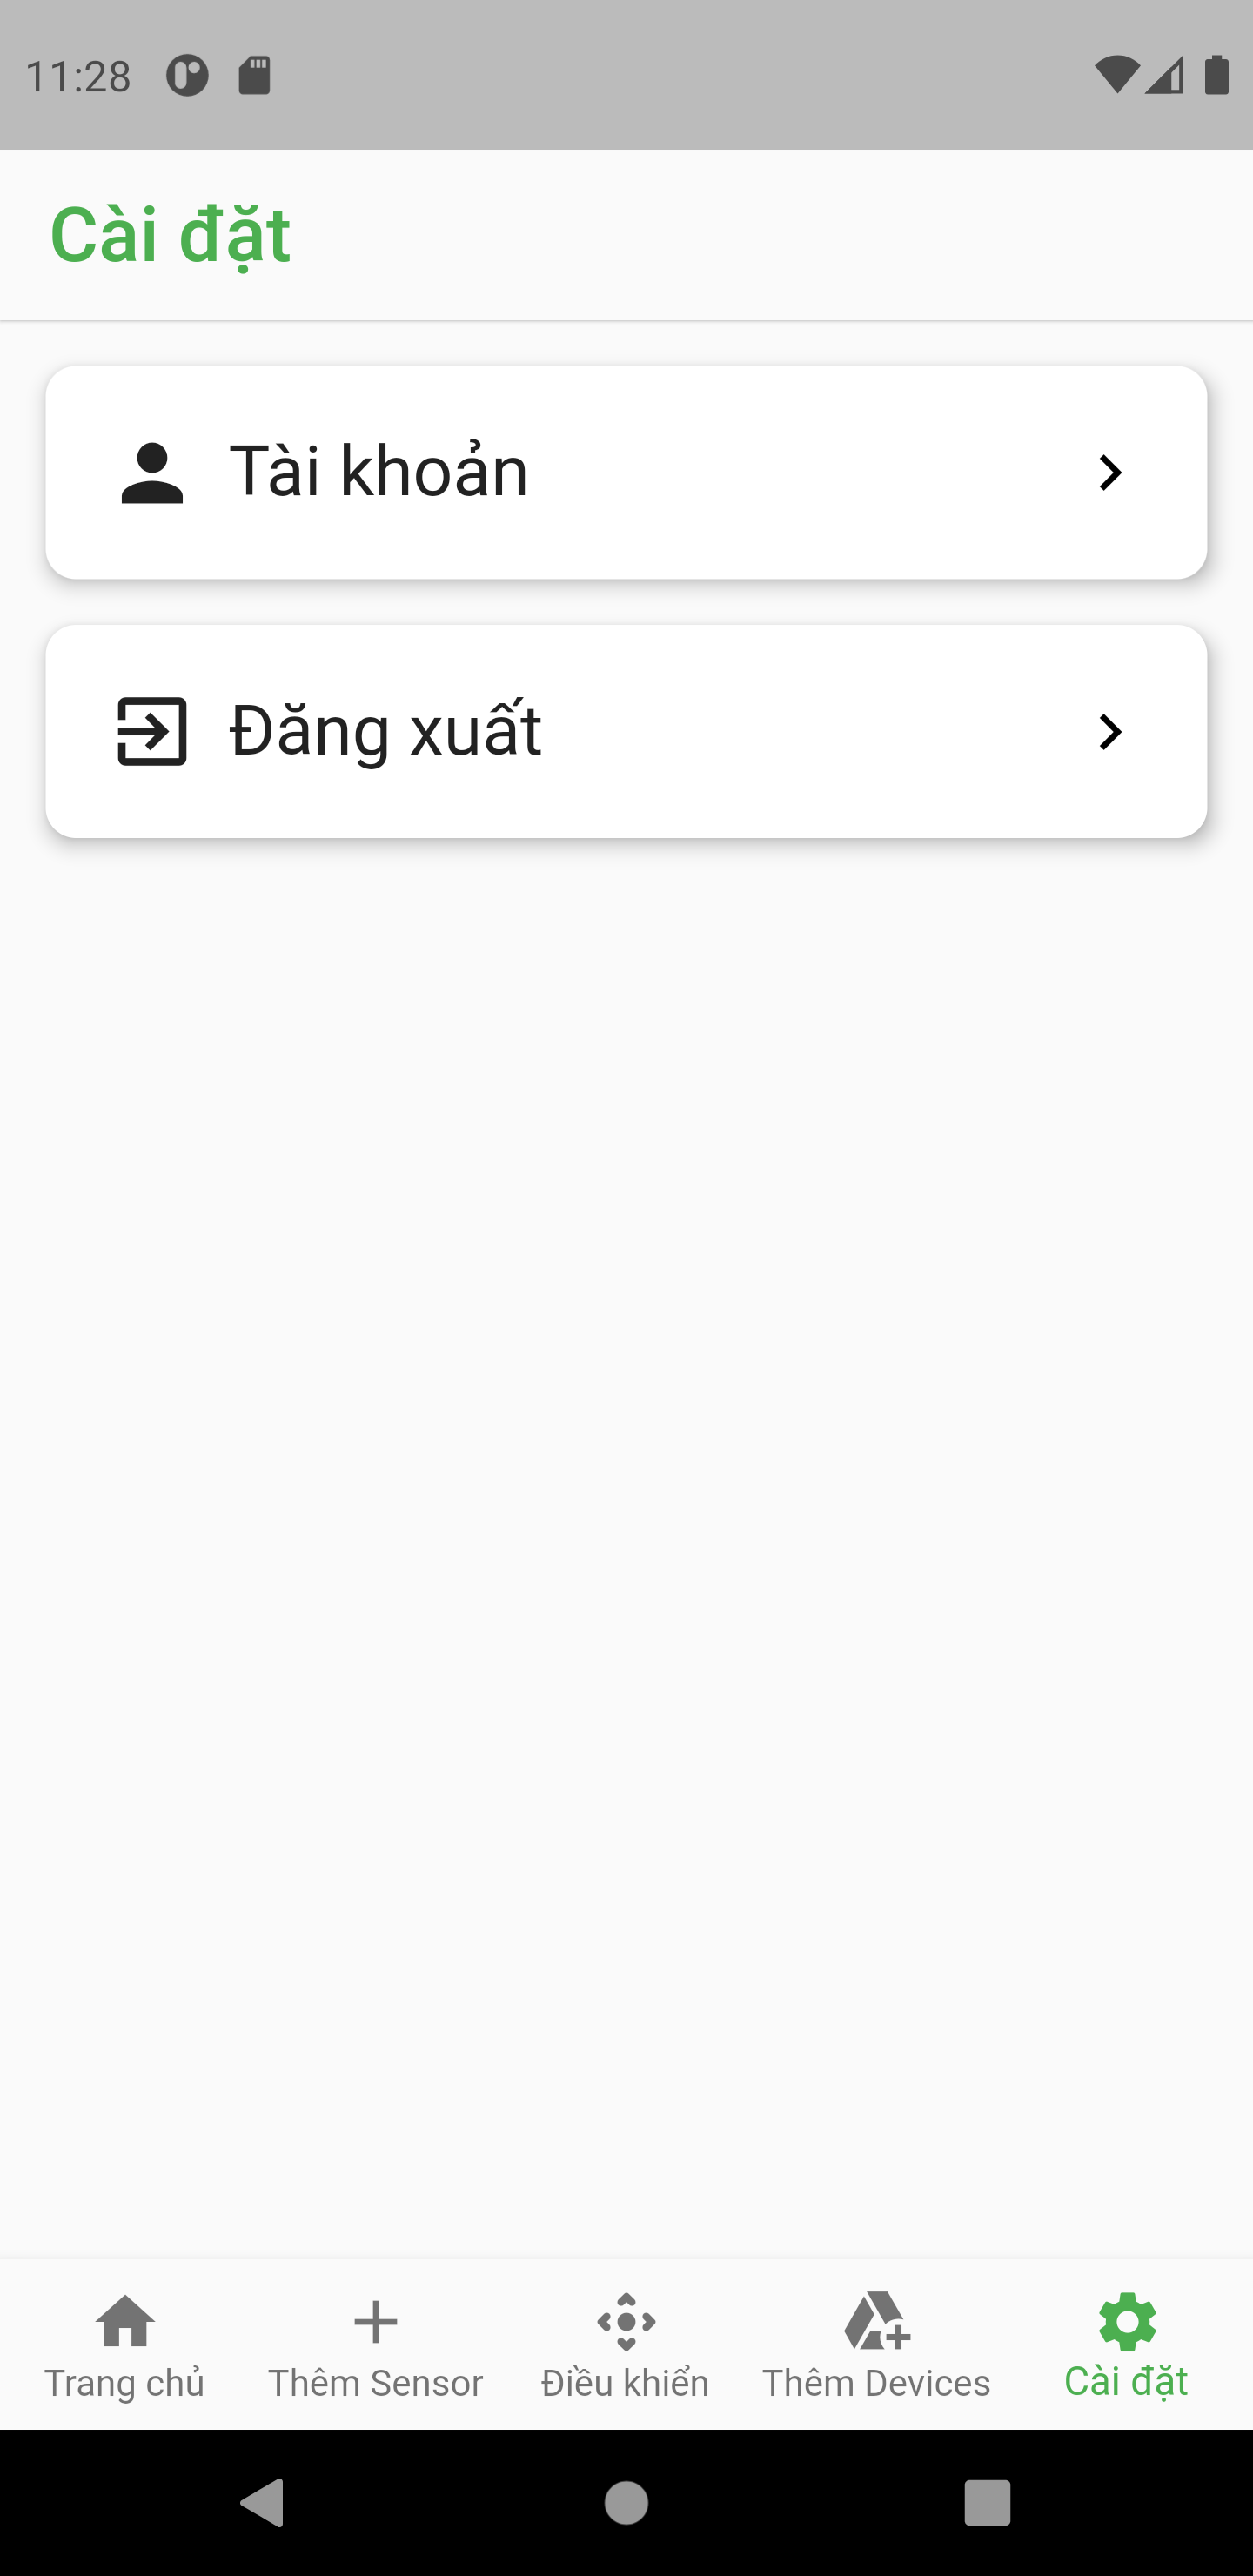 11:28
Cài đặt
Tài khoản
Đăng xuất
Trang chủ Thêm Sensor Điều khiển Thêm Devices Cài đặt